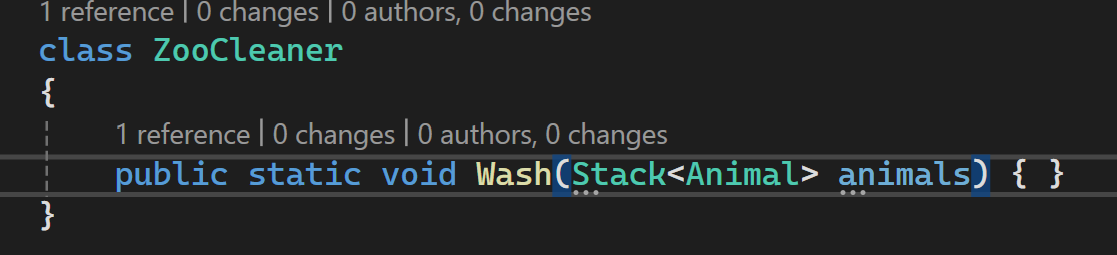 1 reference | 0 changes | 0 authors, 0 changes
class ZooCleaner
{
1 reference | 0 changes | 0 authors, 0 changes
public static void Wash(Stack<Animal> animals) { }
}